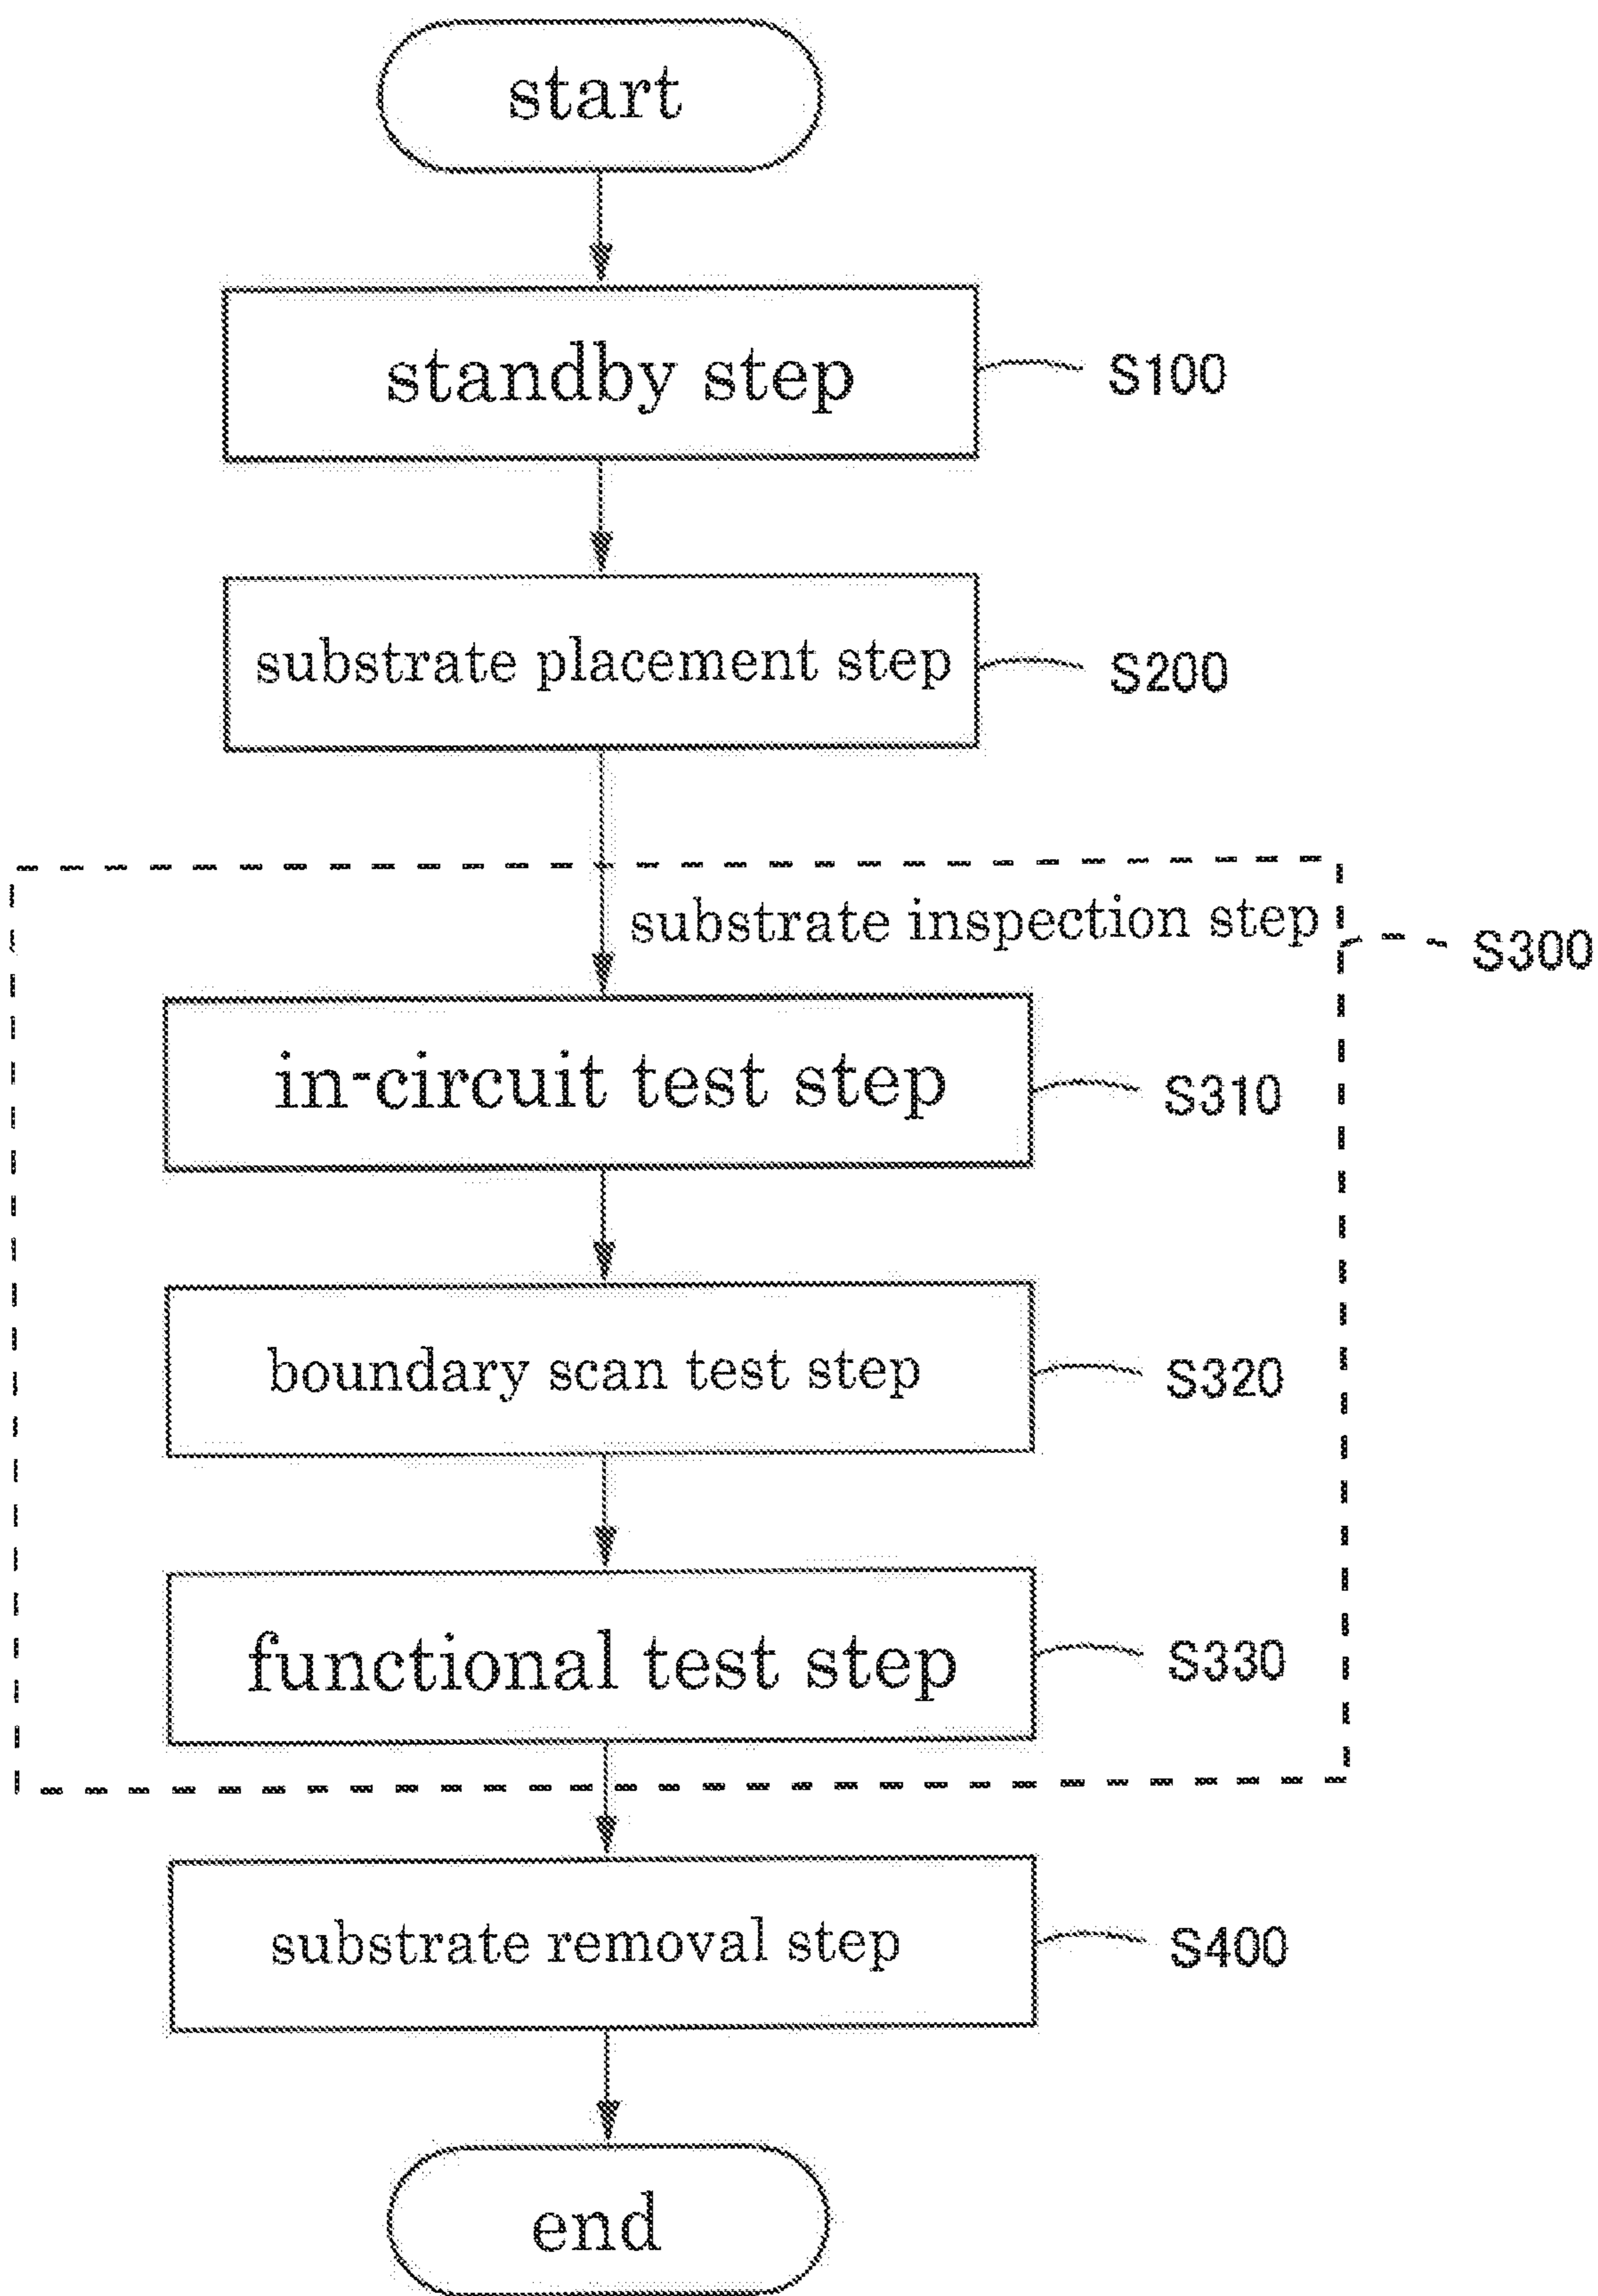 start
standby step
S100
substrate placement step
S200
substrate inspection step
S300
in-circuit test step
S310
boundary scan test step
S320
functional test step
S330
substrate removal step
S400
end